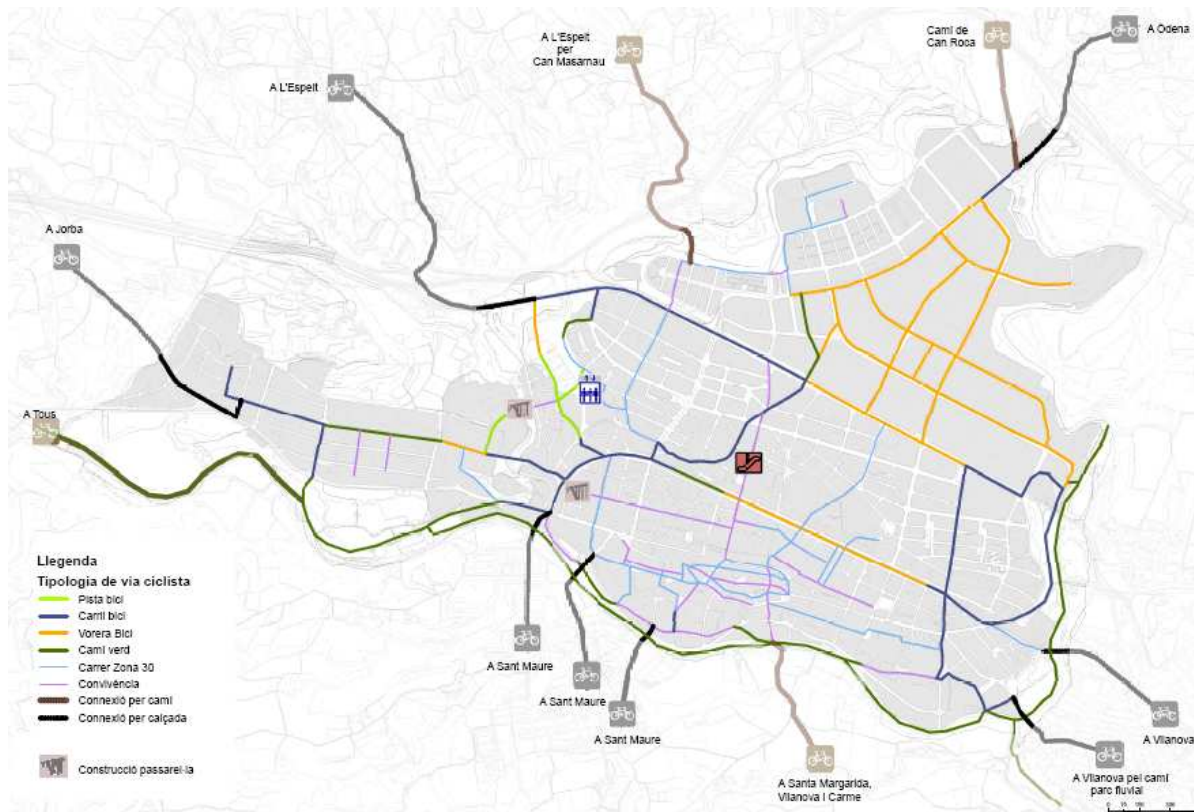 A L'Espelt
per
Can Masarnau
Camí de
Can Roca
A Òdena
A L'Espelt
A Jorba
A Tous
Llegenda
Tipologia de via ciclista
Pista bici
Carril bici
Vorera Bici
Camí verd
Carrer Zona 30
Convivència
Connexió per camí
Connexió per calçada
Construcció passarel·la
A Sant Maure
A Sant Maure
A Sant Maure
A Santa Margarida,
Vilanova i Carme
A Vilanova
A Vilanova pel camí
parc fluvial